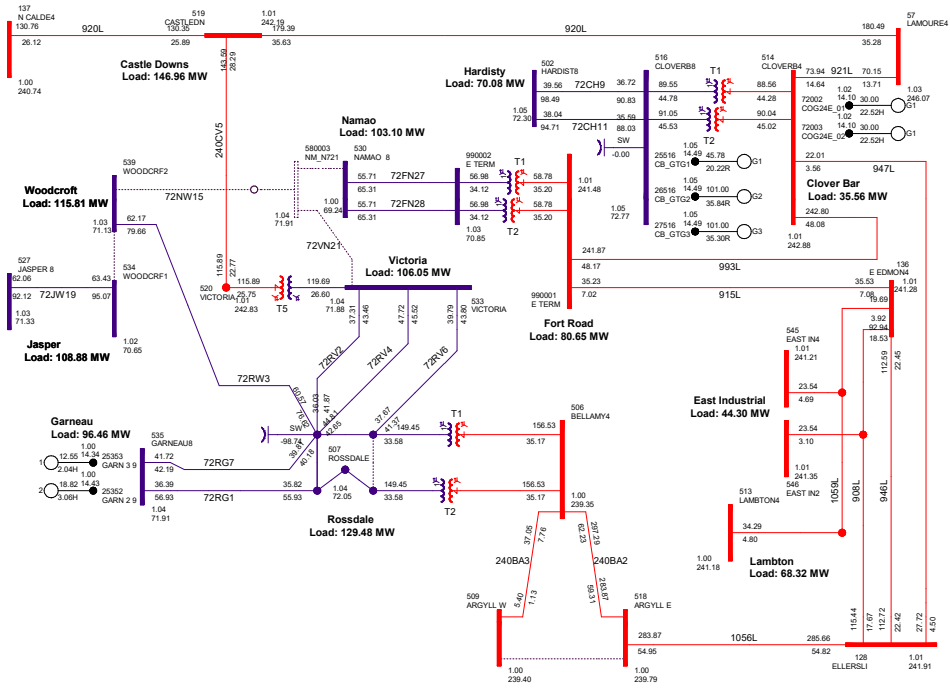 137
N CALDE4
130.76
26.12
920L
1.00
240.74
519
CASTLEDN
130.35
25.89
1.01
242.19
179.39
35.63
920L
180.49
35.28
57
LAMOURE4
Castle Downs
Load: 146.96 MW
143.59
28.29
240CV5
115.89
22.77
Hardisty
Load: 70.08 MW
502
HARDIST8
39.56
98.49
72CH9
36.72
90.83
38.04
94.71
72CH11
35.59
88.03
1.05
72.30
SW
-0.00
516
CLOVERB8
89.55
44.78
T1
88.56
44.28
91.05
45.53
T2
90.04
45.02
1.05
72.77
514
CLOVERB4
73.94
14.64
921L
70.15
13.71
1.03
246.07
72002
COG24E_01
1.02
14.10
30.00
22.52H
G1
72003
COG24E_02
1.02
14.10
30.00
22.52H
G1
25516
CB_GTG1
1.05
14.49
45.78
20.22R
G1
26516
CB_GTG2
1.05
14.49
101.00
35.84R
G2
27516
CB_GTG3
1.05
14.49
101.00
35.30R
G3
22.01
3.56
947L
Clover Bar
Load: 35.56 MW
242.80
48.08
1.01
242.88
Namao
Load: 103.10 MW
580003
NM_N721
530
NAMAO 8
55.71
65.31
72FN27
56.98
34.12
55.71
65.31
72FN28
56.98
34.12
990002
E TERM
T1
58.78
35.20
T2
58.78
35.20
1.00
69.24
1.04
71.91
1.03
70.85
1.01
241.48
241.87
48.17
993L
35.23
7.02
915L
35.53
7.08
990001
E TERM
Fort Road
Load: 80.65 MW
136
E EDMON4
1.01
241.28
19.69
3.92
92.94
18.53
112.59
22.45
539
WOODCRF2
Woodcroft
Load: 115.81 MW
72NW15
72VN21
1.03
71.13
62.17
79.66
534
WOODCRF1
527
JASPER 8
62.06
92.12
72JW19
63.43
95.07
1.03
71.33
1.02
70.65
Jasper
Load: 108.88 MW
520
VICTORIA
115.89
25.75
1.01
242.83
T5
119.69
26.60
1.04
71.88
Victoria
Load: 106.05 MW
533
VICTORIA
37.31
43.46
47.72
45.52
39.79
43.80
72RV2
72RV4
72RV6
72RW3
60.57
36.03
41.87
44.81
42.65
37.67
41.37
Garneau
Load: 96.46 MW
535
GARNEAU8
1
12.55
2.04H
1.00
14.34
25353
GARN 3 9
2
18.82
3.06H
1.00
14.43
25352
GARN 2 9
41.72
42.19
72RG7
39.81
40.18
36.39
56.93
72RG1
35.82
55.93
1.04
71.91
SW
-98.74
507
ROSSDALE
1.04
72.05
149.45
33.58
T1
156.53
35.17
149.45
33.58
T2
156.53
35.17
Rossdale
Load: 129.48 MW
506
BELLAMY4
1.00
239.35
37.05
7.76
297.29
62.23
240BA3
240BA2
5.40
1.13
283.87
59.31
509
ARGYLL W
1.00
239.40
518
ARGYLL E
1.00
239.79
283.87
54.95
1056L
285.66
54.82
545
EAST IN4
1.01
241.21
23.54
4.69
East Industrial
Load: 44.30 MW
23.54
3.10
1.01
241.35
546
EAST IN2
513
LAMBTON4
34.29
4.80
1.00
241.18
Lambton
Load: 68.32 MW
1059L
908L
946L
115.44
17.67
112.72
22.42
27.72
4.50
128
ELLERSLI
1.01
241.91